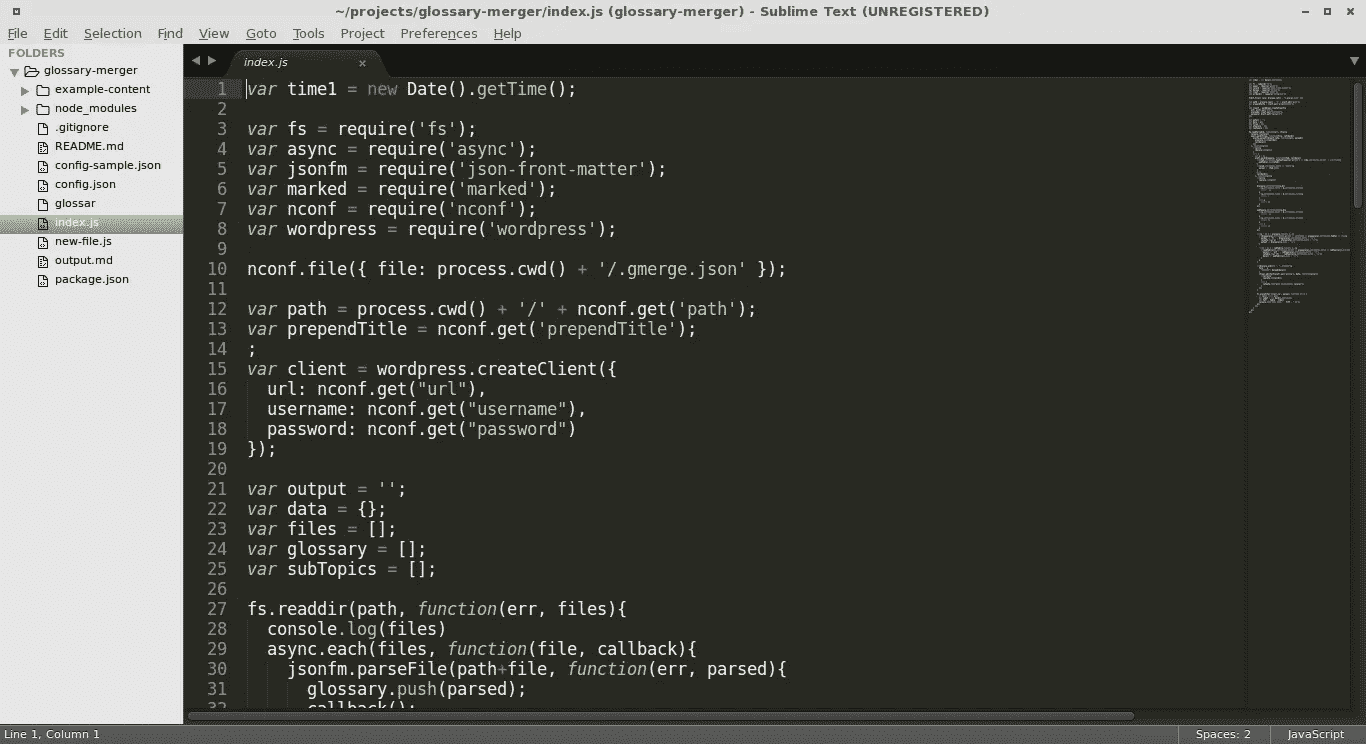 ~/projects/glossary-merger/index.js (glossary-merger) - Sublime Text (UNREGISTERED)
File Edit Selection Find View Goto Tools Project Preferences Help
FOLDERS
glossary-merger
example-content
node_modules
.gitignore
README.md
config-sample.json
config.json
glossar
index.js
new-file.js
output.md
package.json
index.js ×
1 var time1 = new Date().getTime();
2
3 var fs = require('fs');
4 var async = require('async');
5 var jsonfm = require('json-front-matter');
6 var marked = require('marked');
7 var nconf = require('nconf');
8 var wordpress = require('wordpress');
9
10 nconf.file({ file: process.cwd() + '/.gmerge.json' });
11
12 var path = process.cwd() + '/' + nconf.get('path');
13 var prependTitle = nconf.get('prependTitle');
14 ;
15 var client = wordpress.createClient({
16   url: nconf.get("url"),
17   username: nconf.get("username"),
18   password: nconf.get("password")
19 });
20
21 var output = '';
22 var data = {};
23 var files = [];
24 var glossary = [];
25 var subTopics = [];
26
27 fs.readdir(path, function(err, files){
28   console.log(files)
29   async.each(files, function(file, callback){
30     jsonfm.parseFile(path+file, function(err, parsed){
31       glossary.push(parsed);
32       callback();
Line 1, Column 1
Spaces: 2
JavaScript